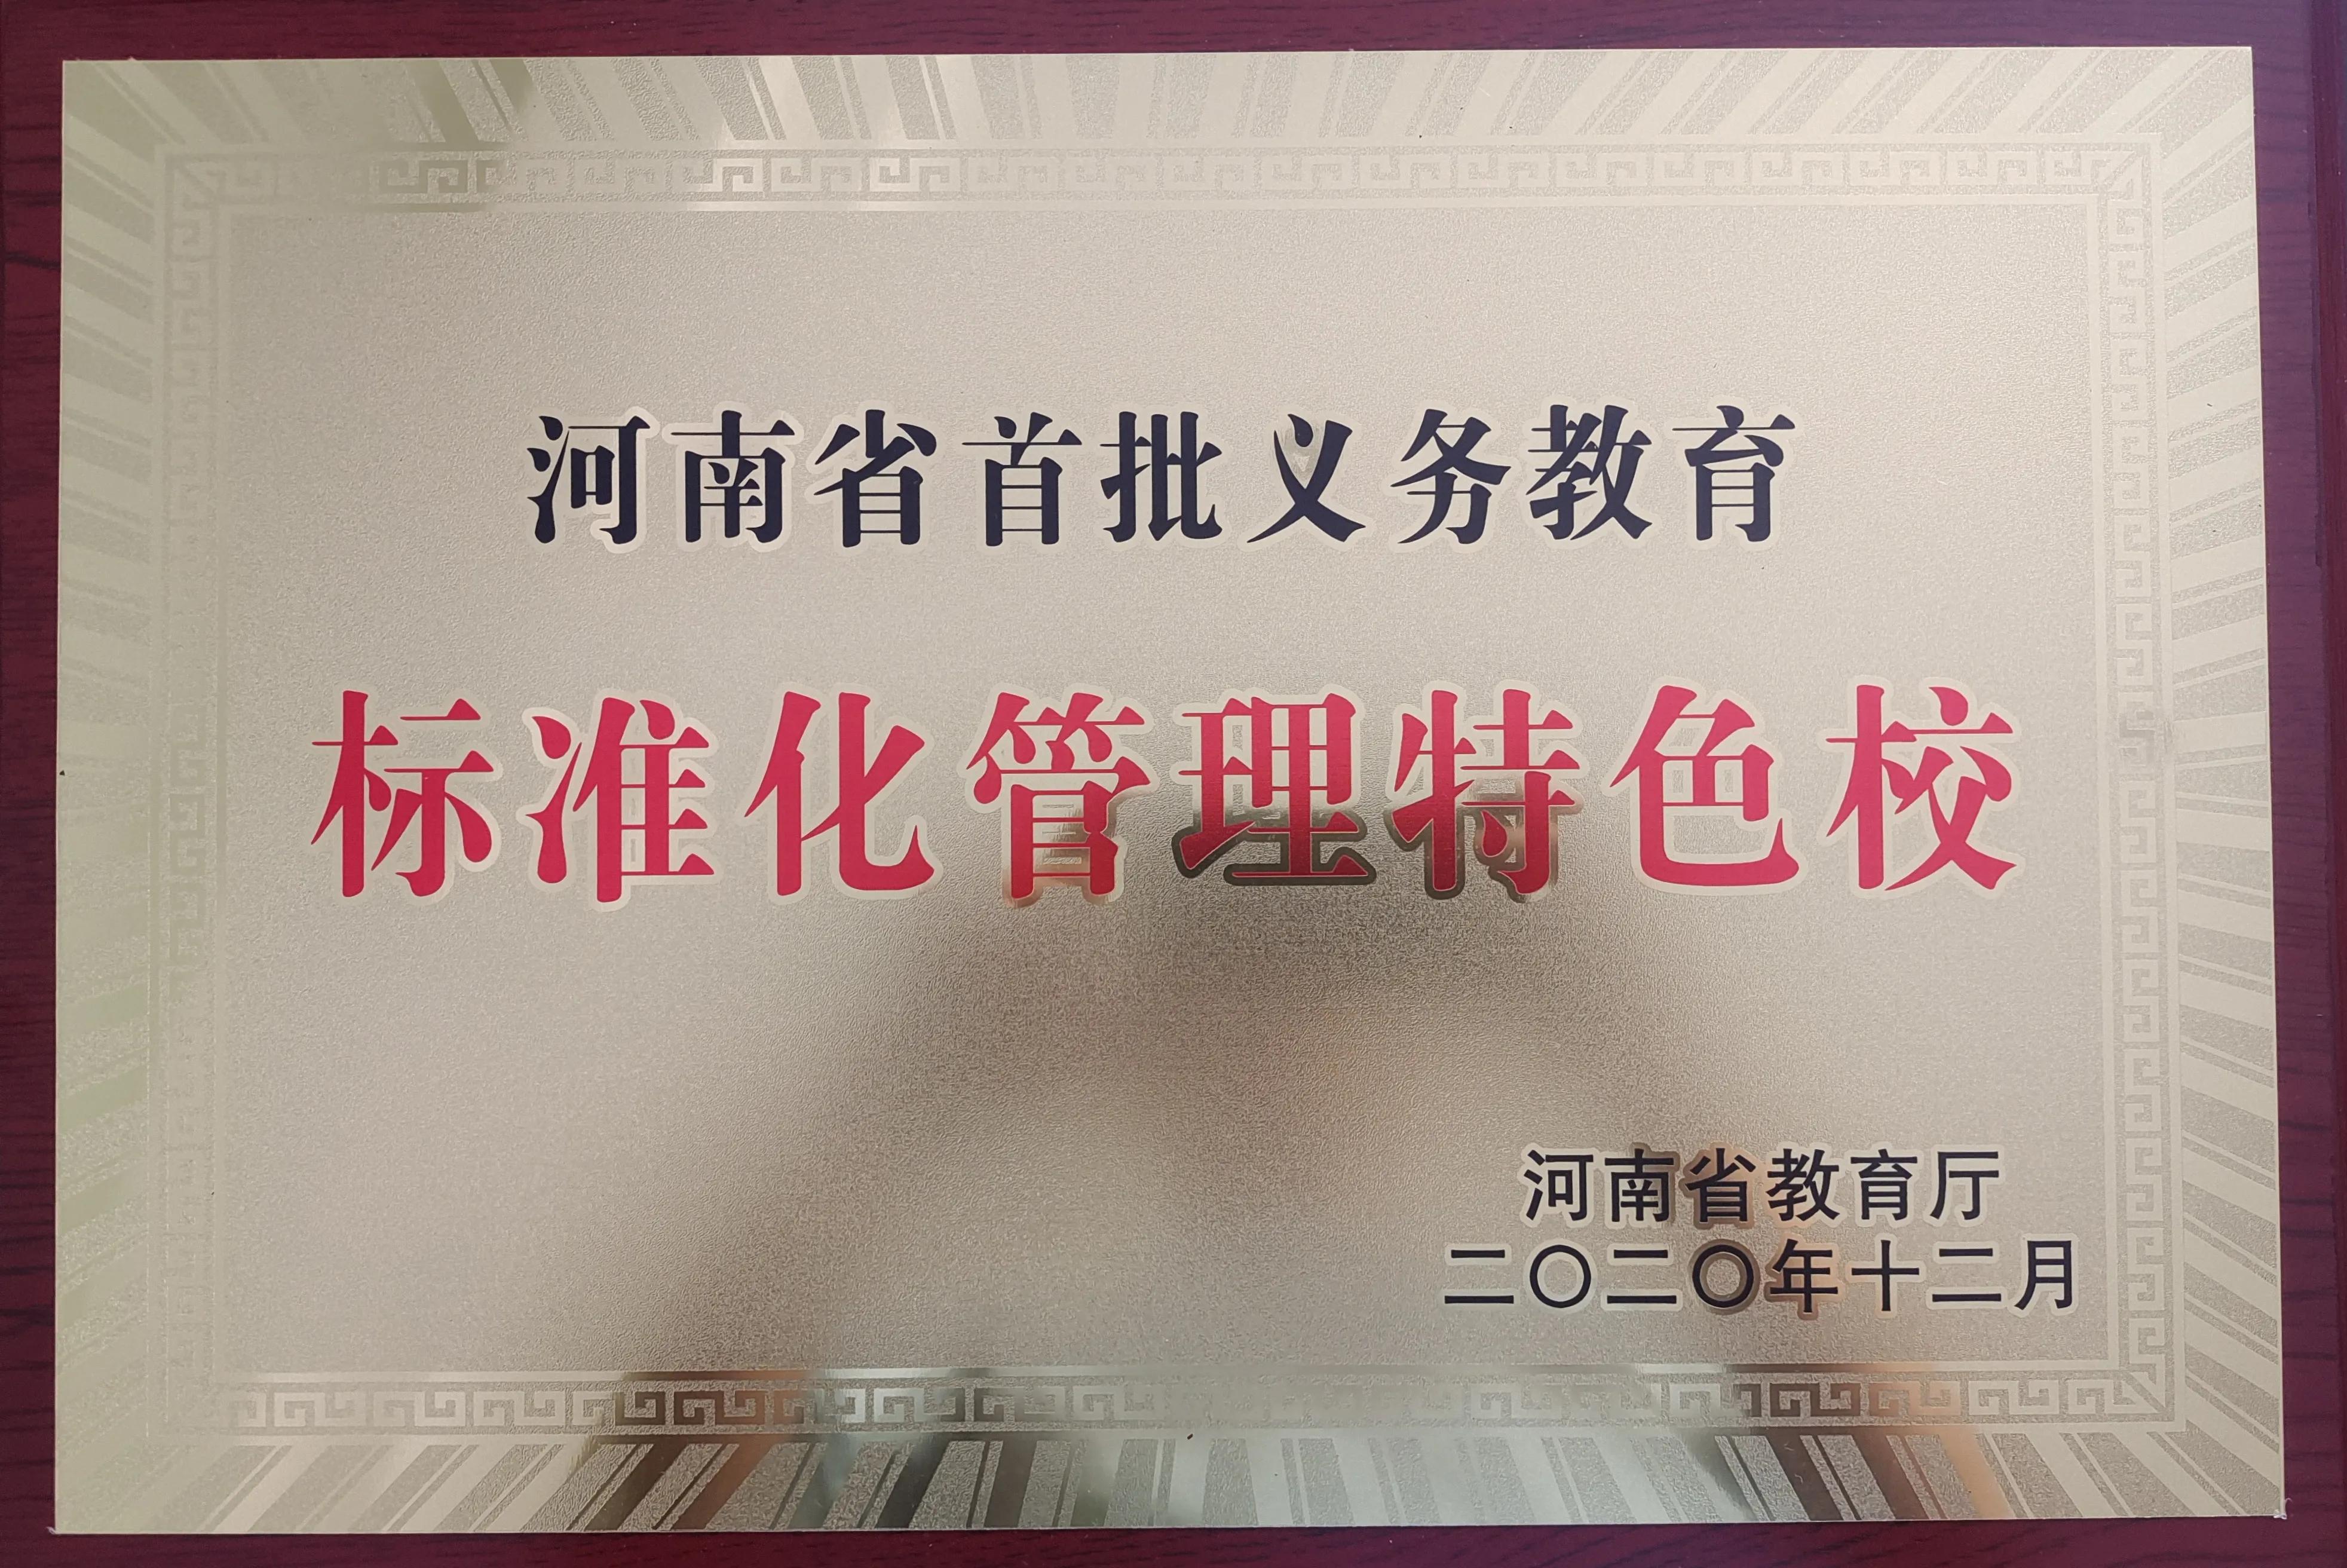 河南省首批义务教育
标准化管理特色校
河南省教育厅
二〇二〇年十二月